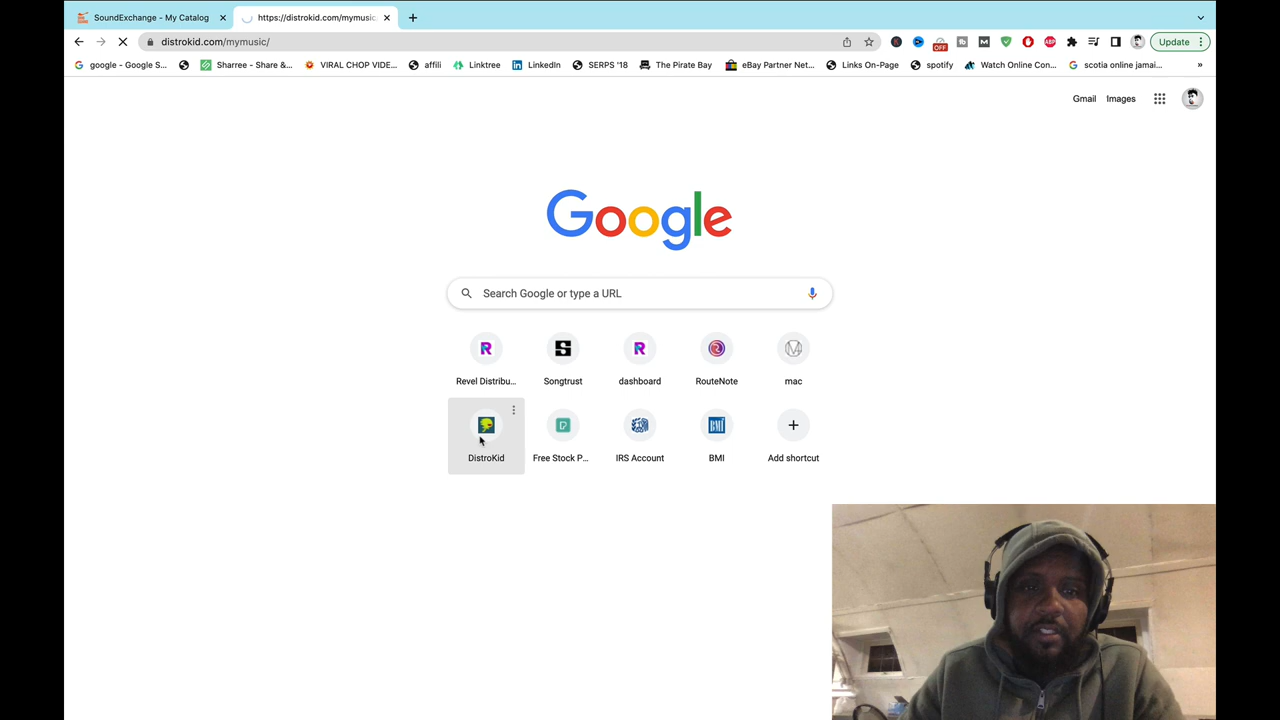 SoundExchange - My Catalog
https://distrokid.com/mymusic
distrokid.com/mymusic/
OFF
ABP
Update
google - Google S...
Sharree - Share &...
VIRAL CHOP VIDE...
affili
Linktree
LinkedIn
SERPS '18
The Pirate Bay
eBay Partner Net...
Links On-Page
spotify
Watch Online Con...
scotia online jamai...
»
Gmail
Images
Google
Search Google or type a URL
Revel Distribu...
Songtrust
dashboard
RouteNote
mac
BMI
DistroKid
Free Stock P...
IRS Account
BMI
Add shortcut